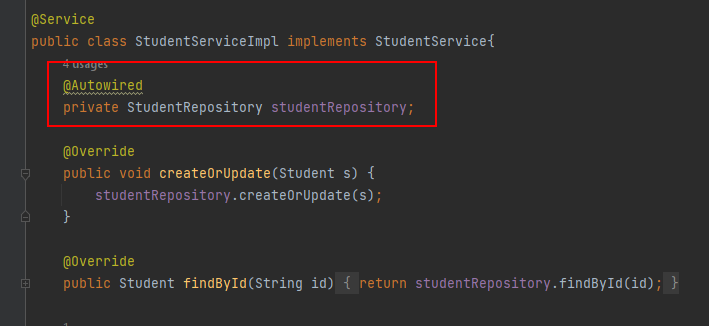 @Service
public class StudentServiceImpl implements StudentService{
4 usages
@Autowired
private StudentRepository studentRepository;
@Override
public void createOrUpdate(Student s) {
studentRepository.createOrUpdate(s);
}
@Override
public Student findById(String id) { return studentRepository.findById(id); }